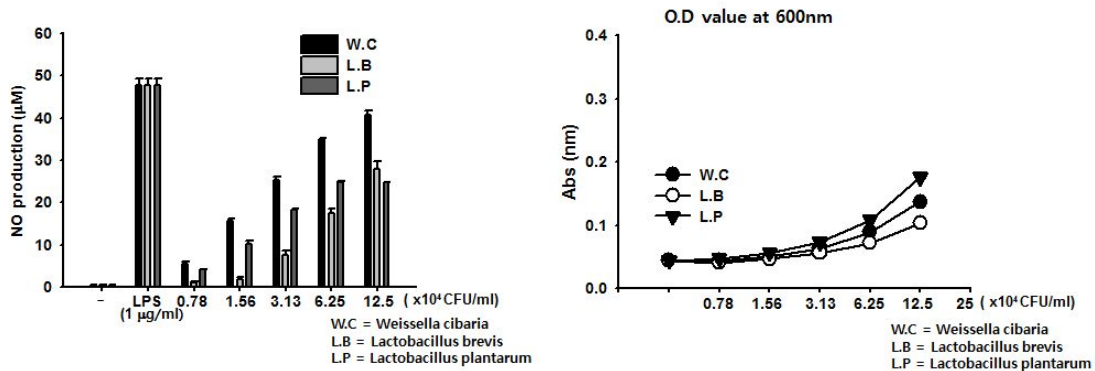 60
50
40
30
20
10
0
NO production (μM)
W.C
L.B
L.P
– LPS 0.78 1.56 3.13 6.25 12.5 ( x10⁴ CFU/ml)
(1 μg/ml)
W.C = Weissella cibaria
L.B = Lactobacillus brevis
L.P = Lactobacillus plantarum
O.D value at 600nm
0.4
0.3
0.2
0.1
0.0
Abs (nm)
W.C
L.B
L.P
0.78 1.56 3.13 6.25 12.5 25 ( x10⁴ CFU/ml)
W.C = Weissella cibaria
L.B = Lactobacillus brevis
L.P = Lactobacillus plantarum